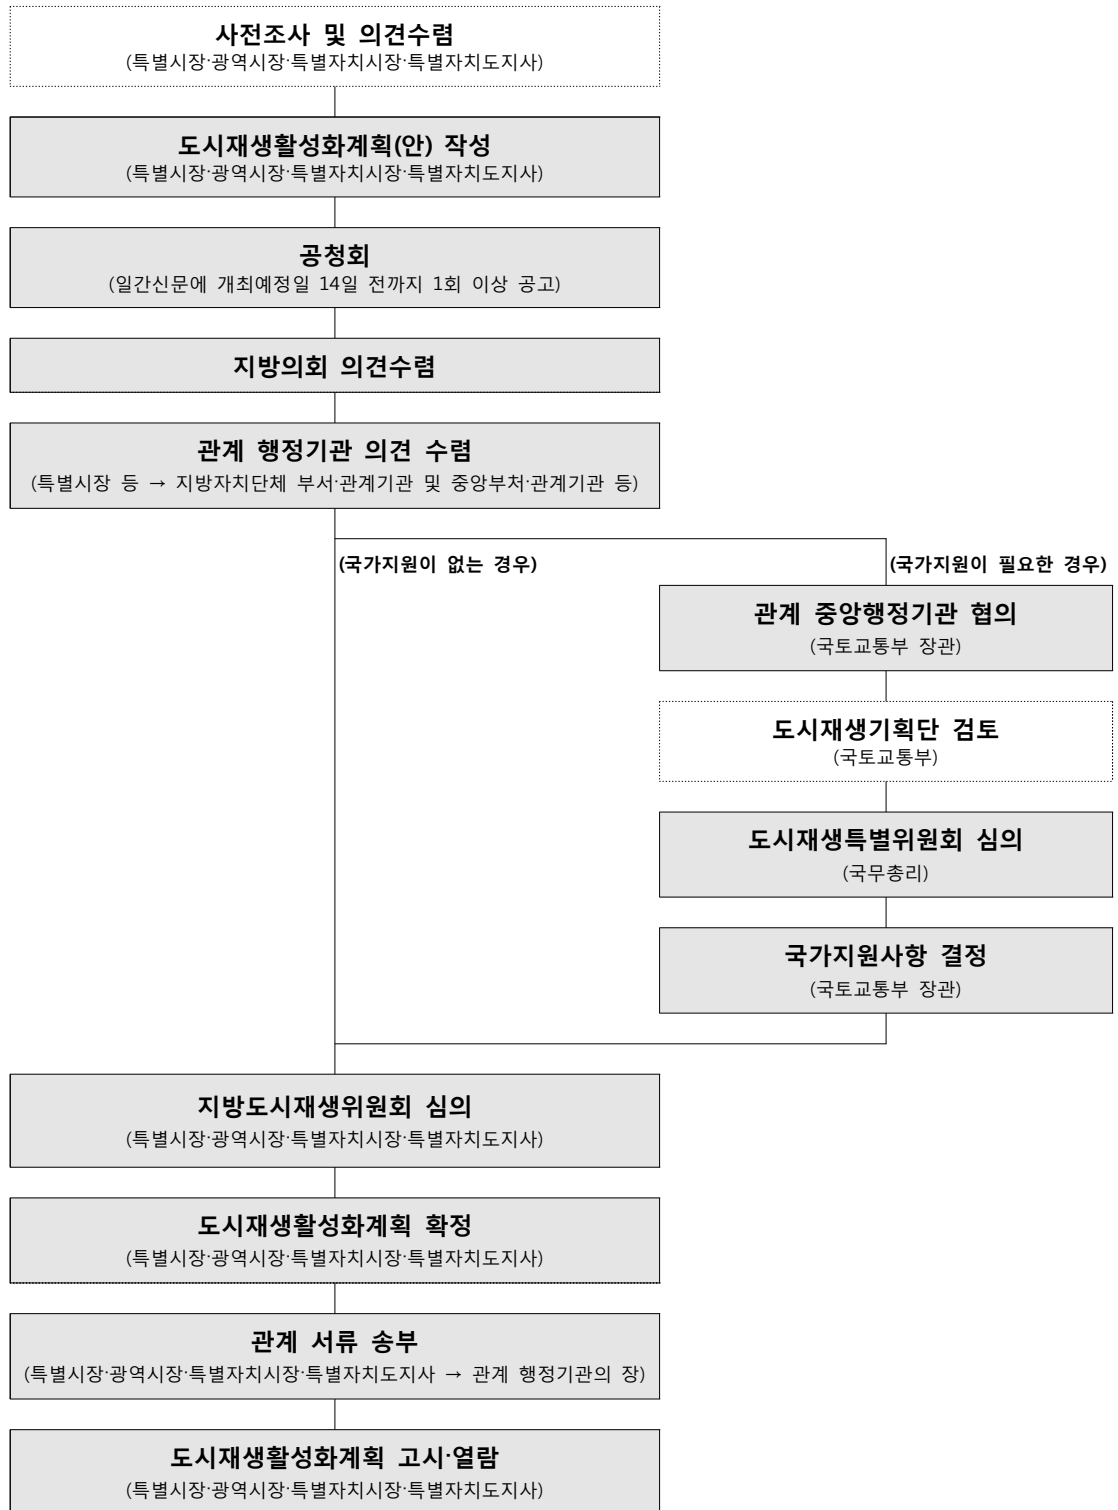 사전조사 및 의견수렴
(특별시장·광역시장·특별자치시장·특별자치도지사)
도시재생활성화계획(안) 작성
(특별시장·광역시장·특별자치시장·특별자치도지사)
공청회
(일간신문에 개최예정일 14일 전까지 1회 이상 공고)
지방의회 의견수렴
관계 행정기관 의견 수렴
(특별시장 등 → 지방자치단체 부서·관계기관 및 중앙부처·관계기관 등)
(국가지원이 없는 경우)
(국가지원이 필요한 경우)
관계 중앙행정기관 협의
(국토교통부 장관)
도시재생기획단 검토
(국토교통부)
도시재생특별위원회 심의
(국무총리)
국가지원사항 결정
(국토교통부 장관)
지방도시재생위원회 심의
(특별시장·광역시장·특별자치시장·특별자치도지사)
도시재생활성화계획 확정
(특별시장·광역시장·특별자치시장·특별자치도지사)
관계 서류 송부
(특별시장·광역시장·특별자치시장·특별자치도지사 → 관계 행정기관의 장)
도시재생활성화계획 고시·열람
(특별시장·광역시장·특별자치시장·특별자치도지사)